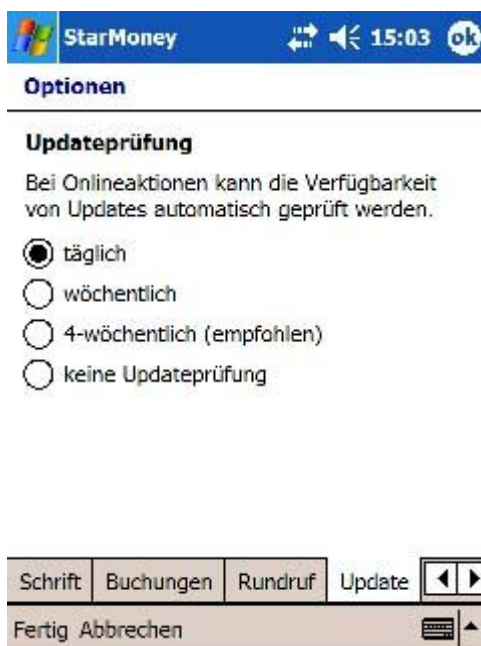 StarMoney 15:03 ok
Optionen
Updateprüfung
Bei Onlineaktionen kann die Verfügbarkeit
von Updates automatisch geprüft werden.
täglich
wöchentlich
4-wöchentlich (empfohlen)
keine Updateprüfung
Schrift Buchungen Rundruf Update
Fertig Abbrechen